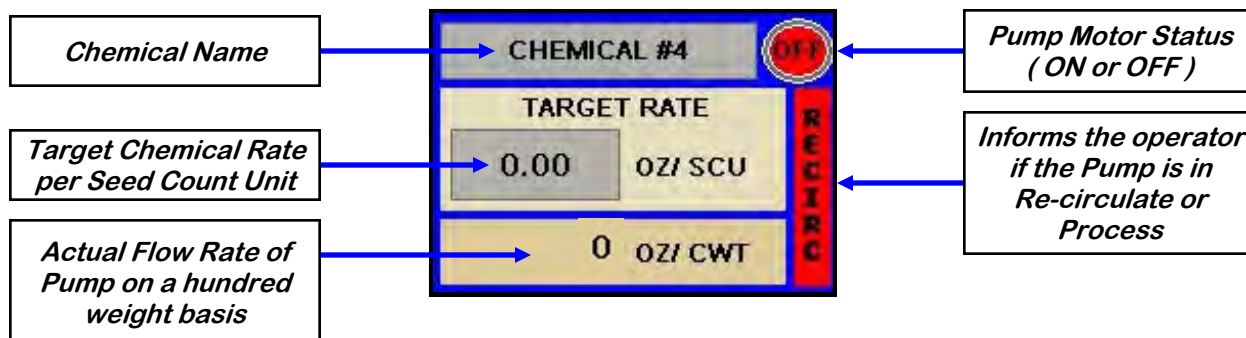 Chemical Name
Target Chemical Rate
per Seed Count Unit
Actual Flow Rate of
Pump on a hundred
weight basis
CHEMICAL #4
OFF
TARGET RATE
0.00 OZ/ SCU
0 OZ/ CWT
RECIRC
Pump Motor Status
( ON or OFF )
Informs the operator
if the Pump is in
Re-circulate or
Process